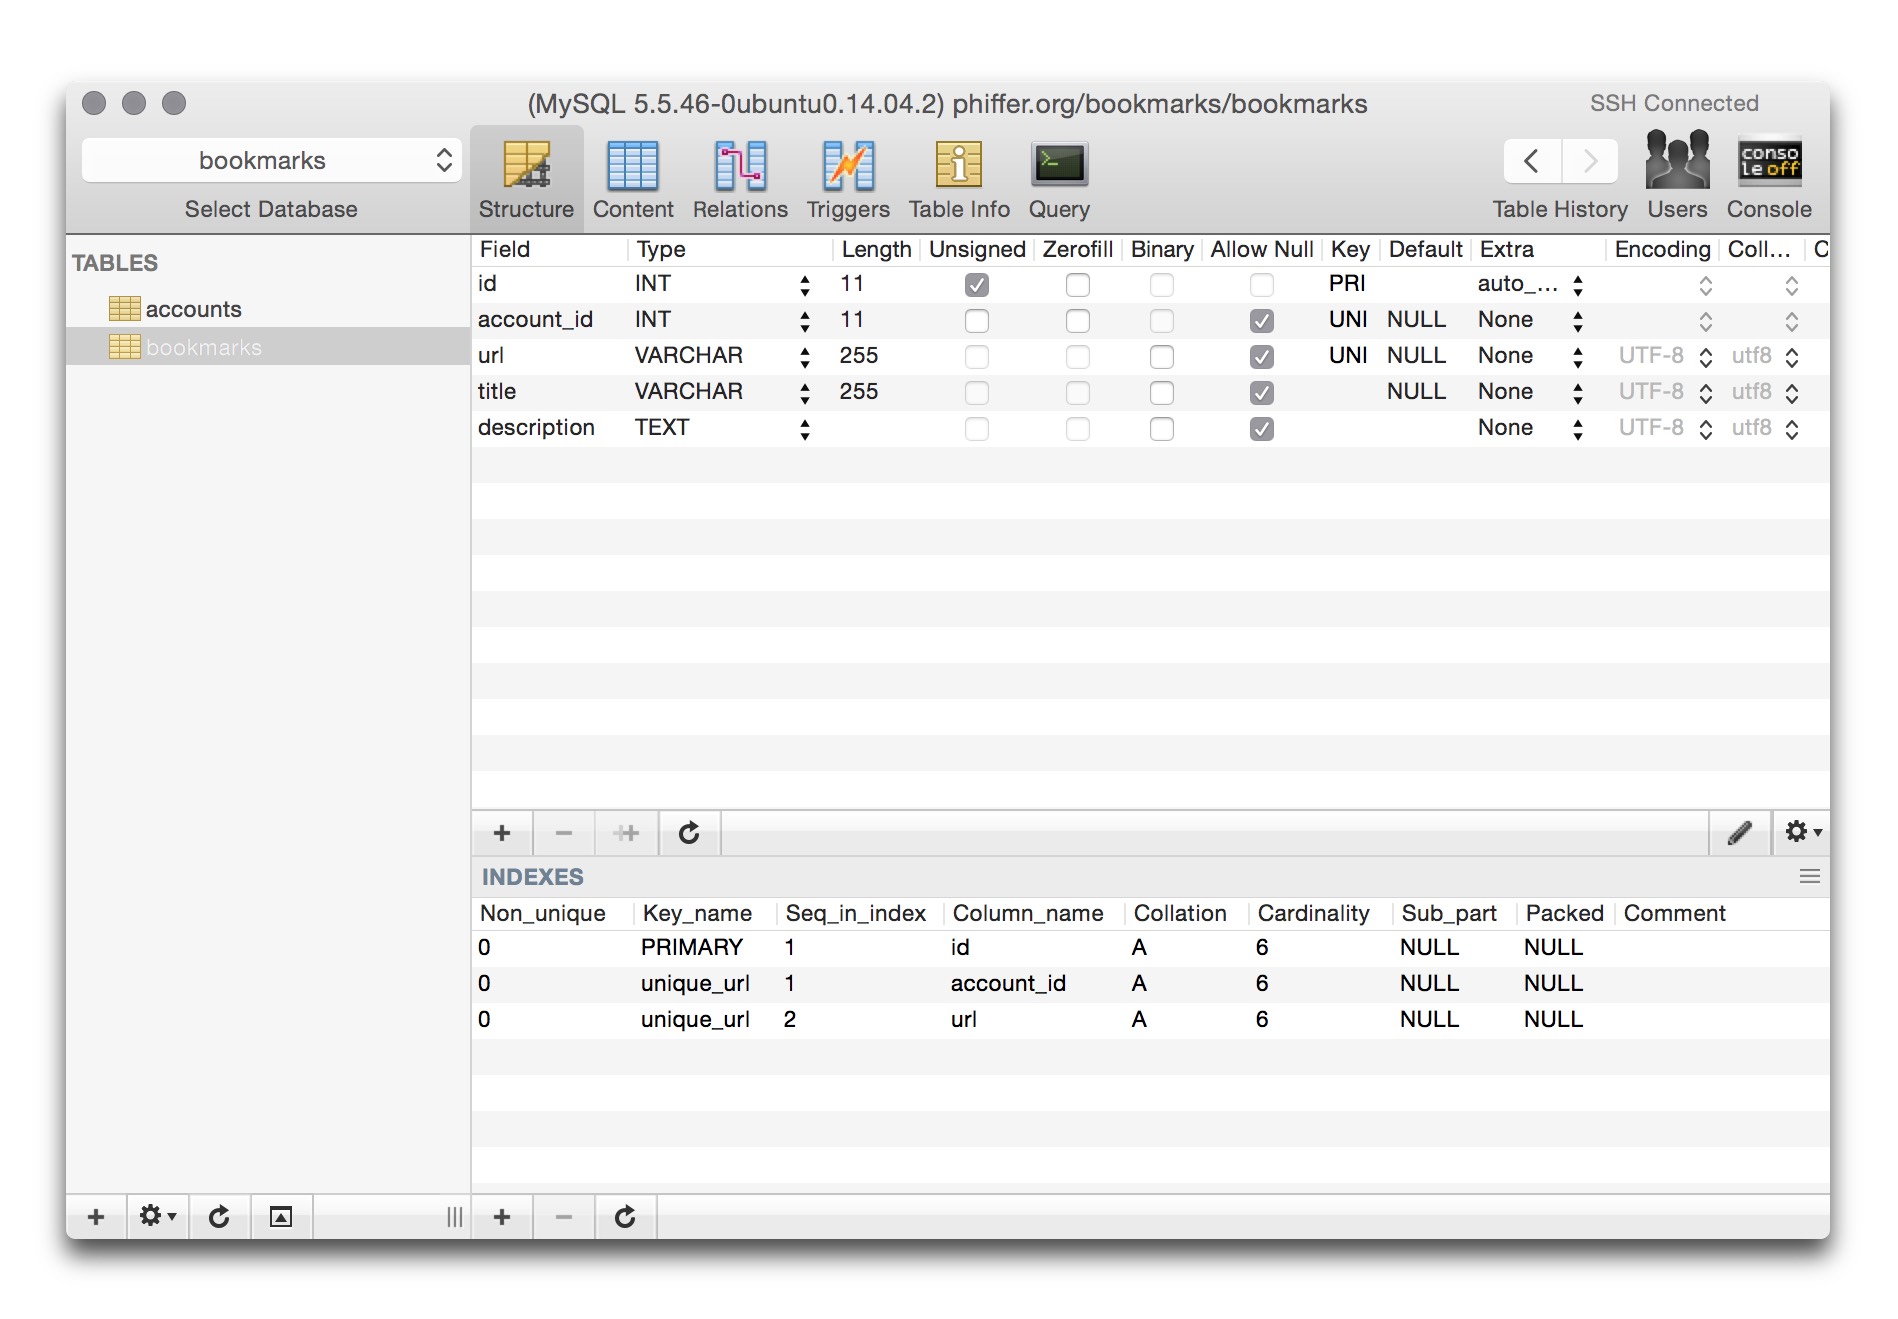 (MySQL 5.5.46-0ubuntu0.14.04.2) phiffer.org/bookmarks/bookmarks
SSH Connected
bookmarks
Select Database
Structure Content Relations Triggers Table Info Query
conso
le off
Table History Users Console
TABLES
accounts
bookmarks
Field Type Length Unsigned Zerofill Binary Allow Null Key Default Extra Encoding Coll... C
id INT 11 PRI auto_...
account_id INT 11 UNI NULL None
url VARCHAR 255 UNI NULL None UTF-8 utf8
title VARCHAR 255 NULL None UTF-8 utf8
description TEXT None UTF-8 utf8
INDEXES
Non_unique Key_name Seq_in_index Column_name Collation Cardinality Sub_part Packed Comment
0 PRIMARY 1 id A 6 NULL NULL
0 unique_url 1 account_id A 6 NULL NULL
0 unique_url 2 url A 6 NULL NULL